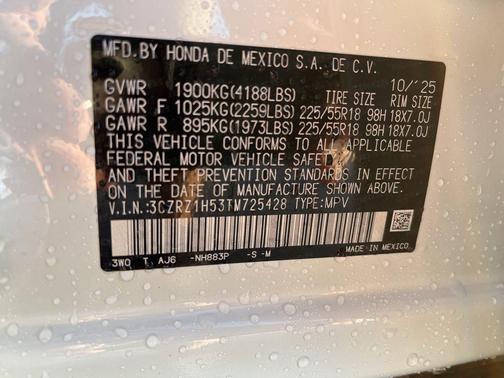 MFD. BY HONDA DE MEXICO S.A. DE C.V.
10/'25
GVWR 1900KG(4188LBS) TIRE SIZE RIM SIZE
GAWR F 1025KG(2259LBS) 225/55R18 98H 18X7.0J
GAWR R 895KG(1973LBS) 225/55R18 98H 18X7.0J
THIS VEHICLE CONFORMS TO ALL APPLICABLE
FEDERAL MOTOR VEHICLE SAFETY
AND THEFT PREVENTION STANDARDS IN EFFECT
ON THE DATE OF MANUFACTURE SHOWN ABOVE.
V.I.N.:3CZRZ1H53TM725428 TYPE:MPV
3W0 T AJ6 -NH883P -S -M MADE IN MEXICO